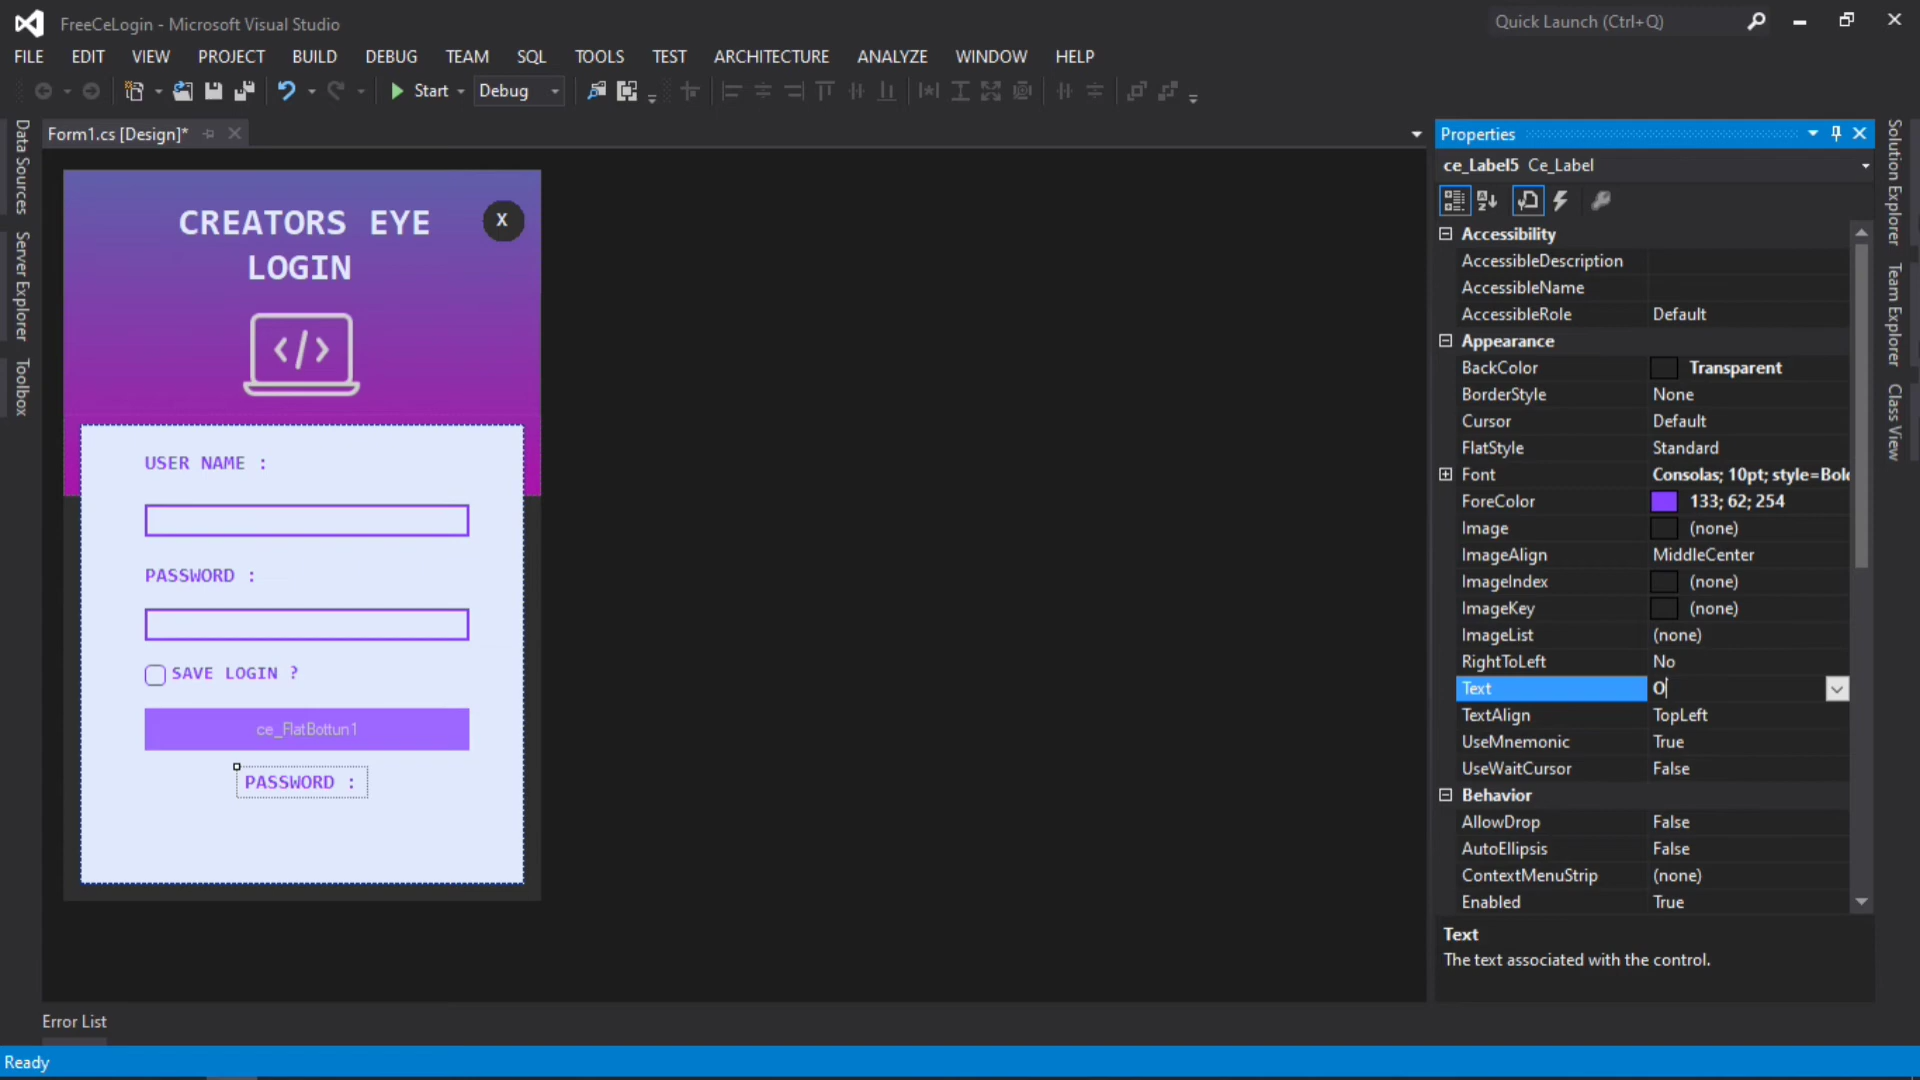 FreeCeLogin - Microsoft Visual Studio
Quick Launch (Ctrl+Q)
FILE EDIT VIEW PROJECT BUILD DEBUG TEAM SQL TOOLS TEST ARCHITECTURE ANALYZE WINDOW HELP
Start Debug
Data Sources
Server Explorer
Toolbox
Form1.cs [Design]*
CREATORS EYE
LOGIN
X
</>
USER NAME :
PASSWORD :
SAVE LOGIN ?
ce_FlatBottun1
PASSWORD :
Properties
ce_Label5 Ce_Label
Accessibility
AccessibleDescription
AccessibleName
AccessibleRole Default
Appearance
BackColor Transparent
BorderStyle None
Cursor Default
FlatStyle Standard
Font Consolas; 10pt; style=Bold
ForeColor 133; 62; 254
Image (none)
ImageAlign MiddleCenter
ImageIndex (none)
ImageKey (none)
ImageList (none)
RightToLeft No
Text O
TextAlign TopLeft
UseMnemonic True
UseWaitCursor False
Behavior
AllowDrop False
AutoEllipsis False
ContextMenuStrip (none)
Enabled True
Text
The text associated with the control.
Solution Explorer
Team Explorer
Class View
Error List
Ready